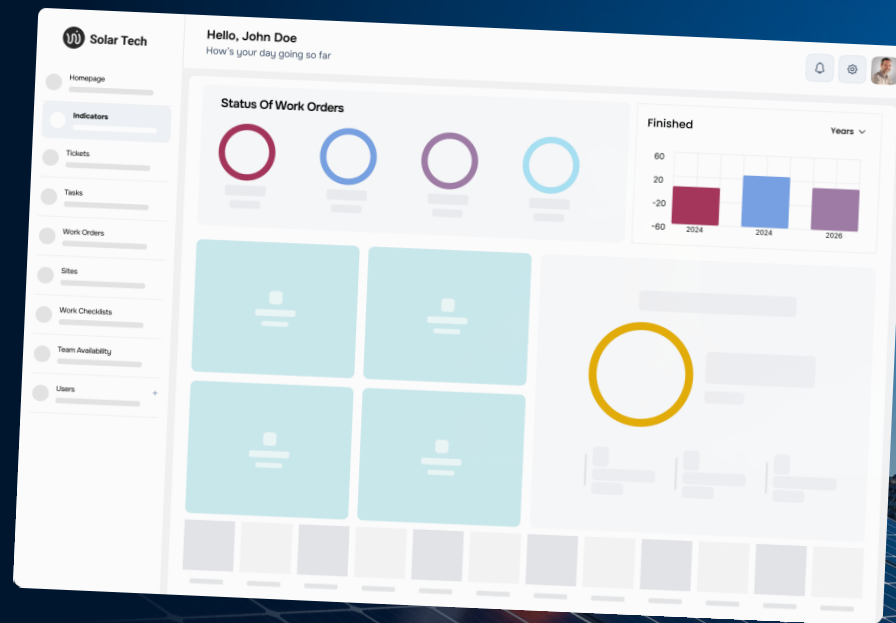 Solar Tech
Homepage
Indicators
Tickets
Tasks
Work Orders
Sites
Work Checklists
Team Availability
Users
+
Hello, John Doe
How's your day going so far
Status Of Work Orders
Finished
Years
60
20
-20
-60
2024
2024
2026